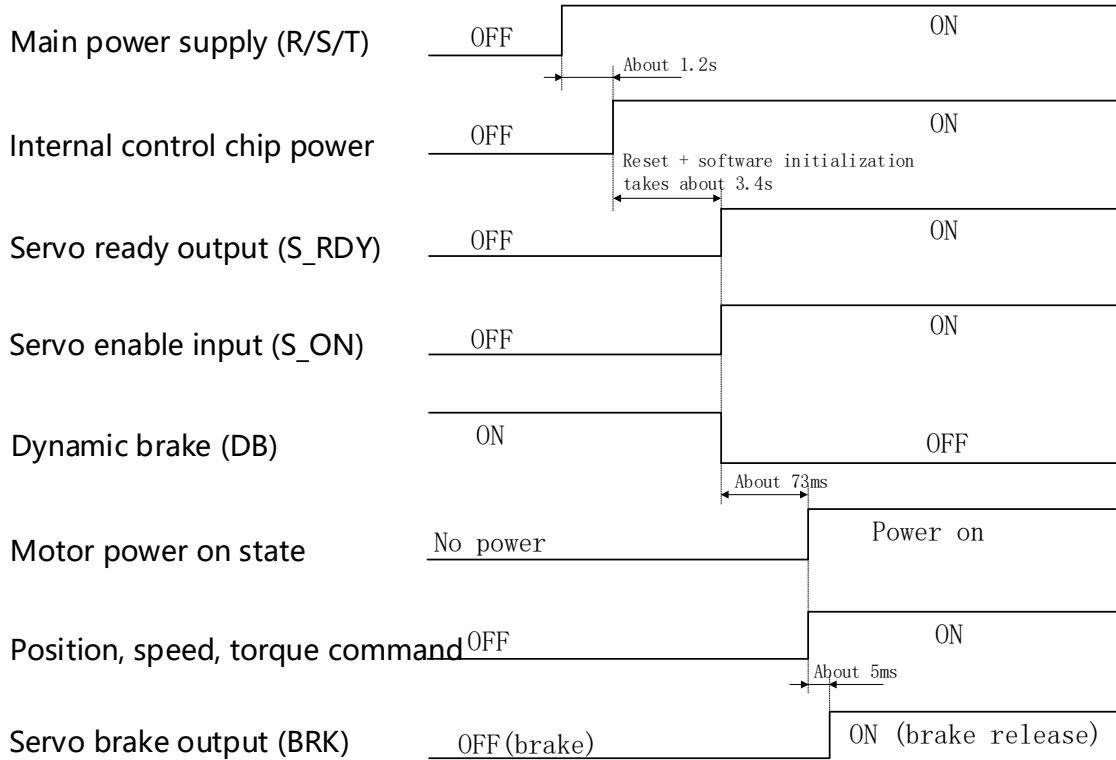 Main power supply (R/S/T)
OFF
ON
About 1.2s
Internal control chip power
OFF
ON
Reset + software initialization
takes about 3.4s
Servo ready output (S_RDY)
OFF
ON
Servo enable input (S_ON)
OFF
ON
Dynamic brake (DB)
ON
OFF
About 73ms
Motor power on state
No power
Power on
Position, speed, torque command
OFF
ON
About 5ms
Servo brake output (BRK)
OFF(brake)
ON (brake release)